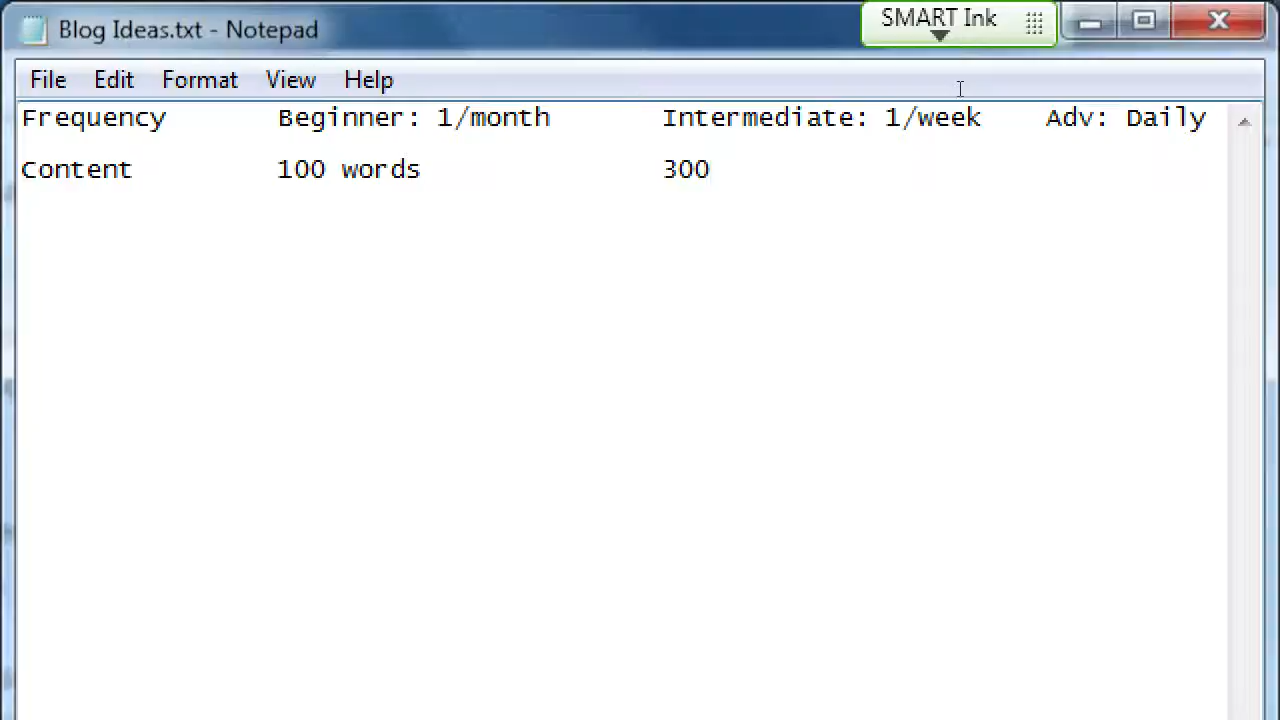 Blog Ideas.txt - Notepad
SMART Ink
File Edit Format View Help
Frequency Beginner: 1/month Intermediate: 1/week Adv: Daily
Content 100 words 300